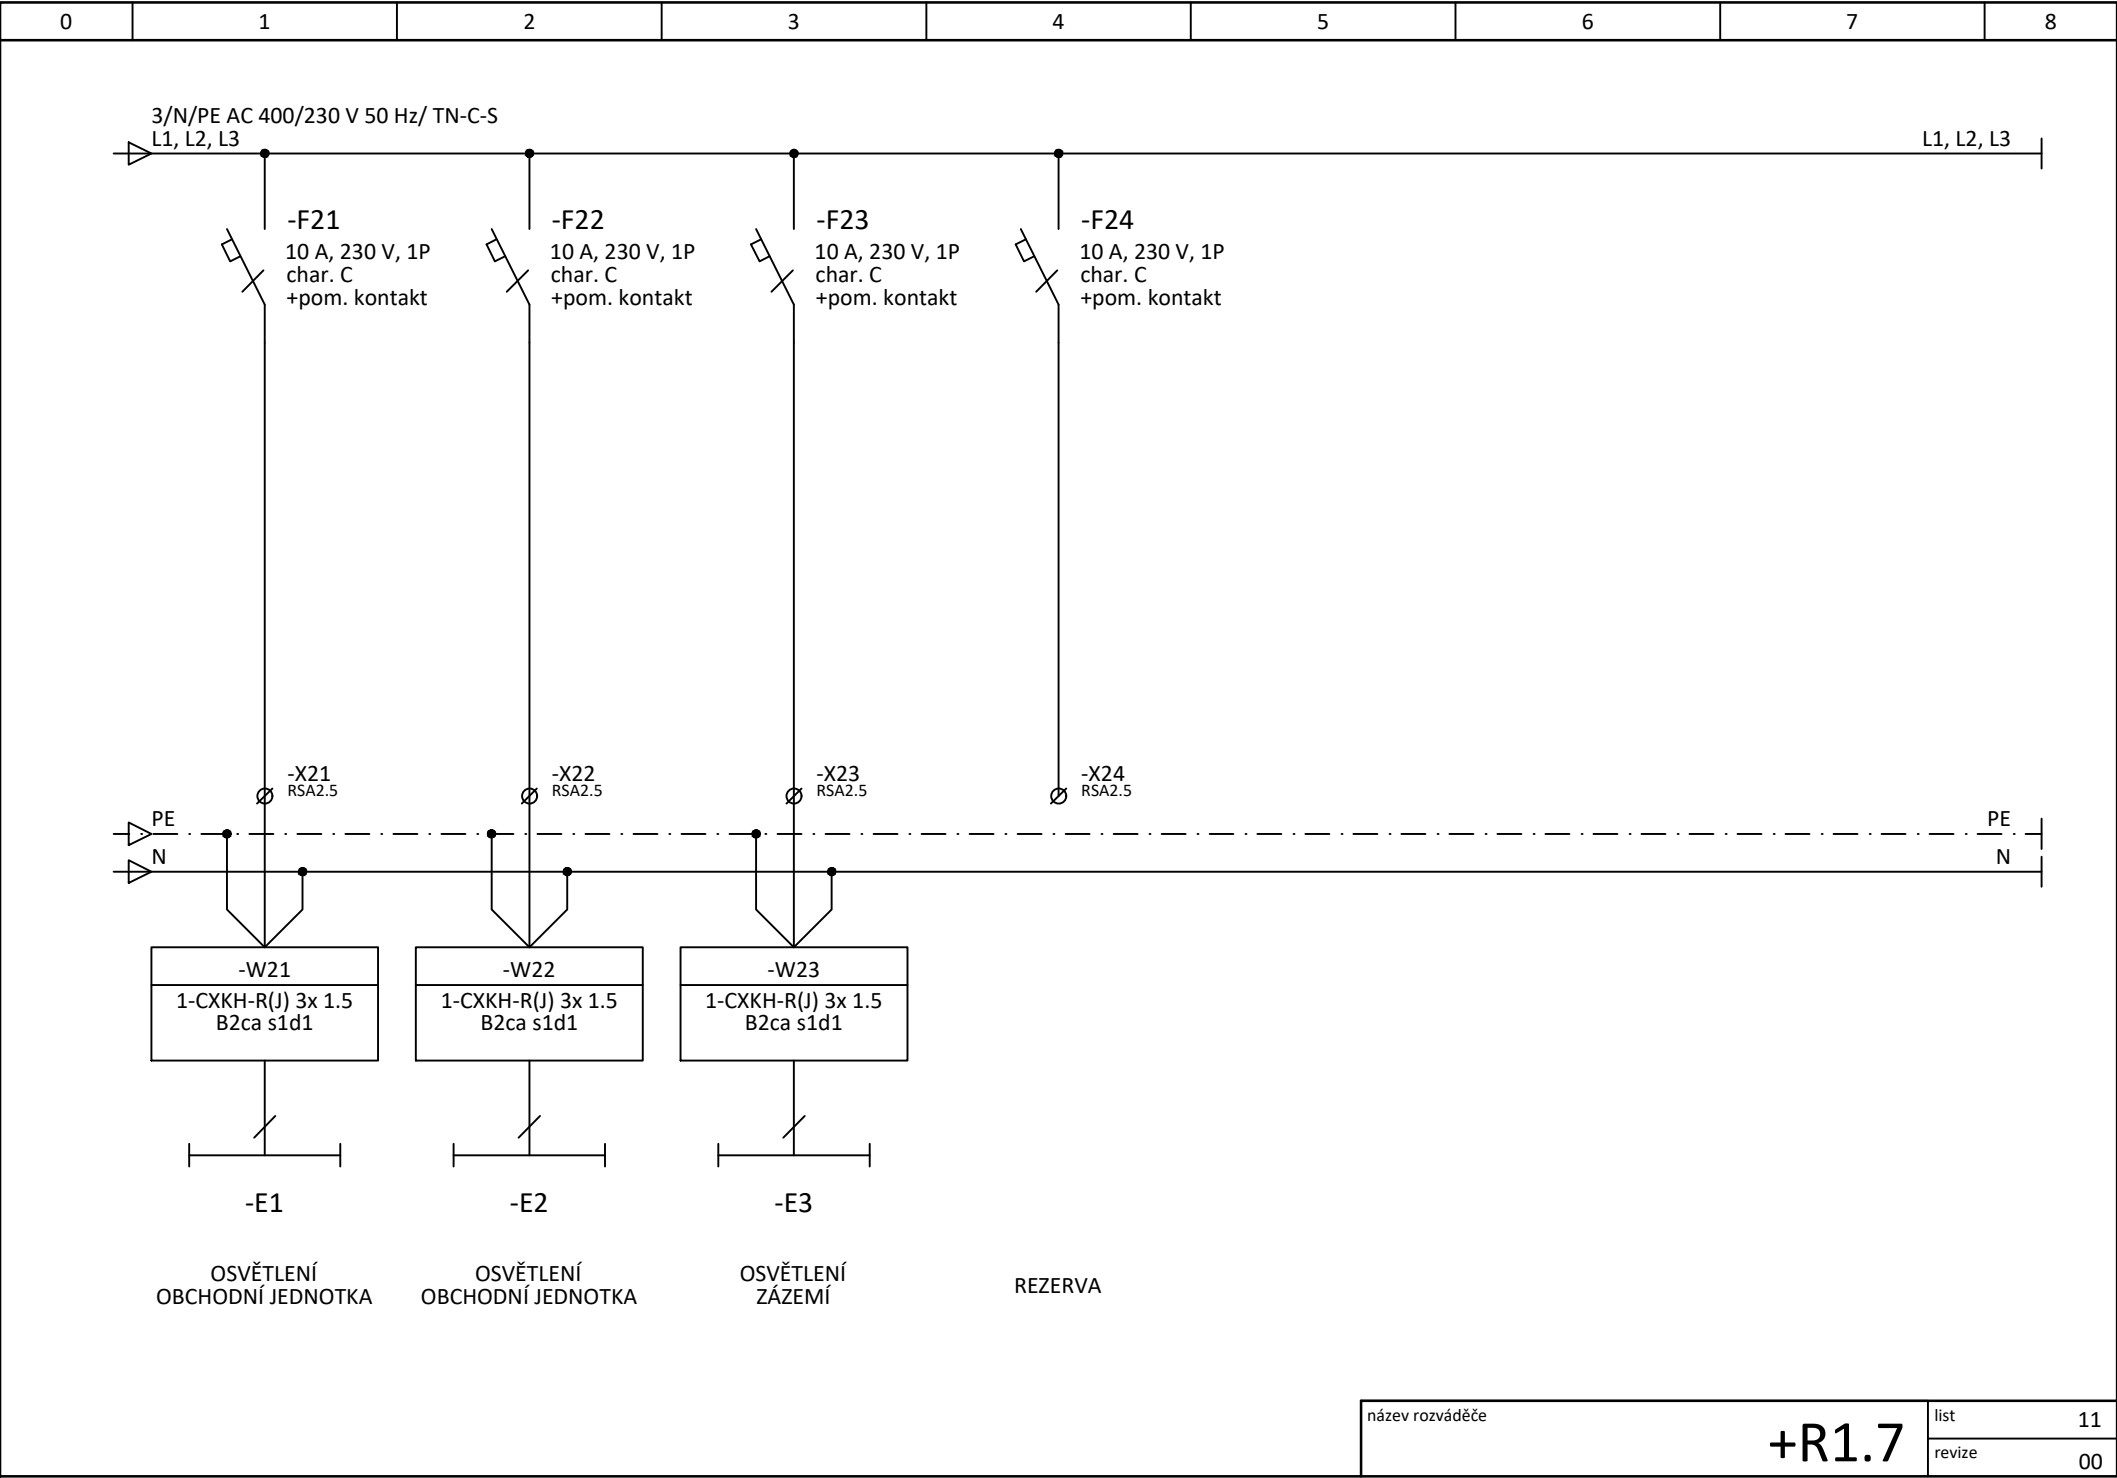 0 1 2 3 4 5 6 7 8
3/N/PE AC 400/230 V 50 Hz/ TN-C-S
L1, L2, L3 L1, L2, L3
-F21 -F22 -F23 -F24
10 A, 230 V, 1P 10 A, 230 V, 1P 10 A, 230 V, 1P 10 A, 230 V, 1P
char. C char. C char. C char. C
+pom. kontakt +pom. kontakt +pom. kontakt +pom. kontakt
-X21 -X22 -X23 -X24
RSA2.5 RSA2.5 RSA2.5 RSA2.5
PE PE
N N
-W21 -W22 -W23
1-CXKH-R(J) 3x 1.5 1-CXKH-R(J) 3x 1.5 1-CXKH-R(J) 3x 1.5
B2ca s1d1 B2ca s1d1 B2ca s1d1
-E1 -E2 -E3
OSVĚTLENÍ OSVĚTLENÍ OSVĚTLENÍ REZERVA
OBCHODNÍ JEDNOTKA OBCHODNÍ JEDNOTKA ZÁZEMÍ
název rozváděče +R1.7 list 11
revize 00